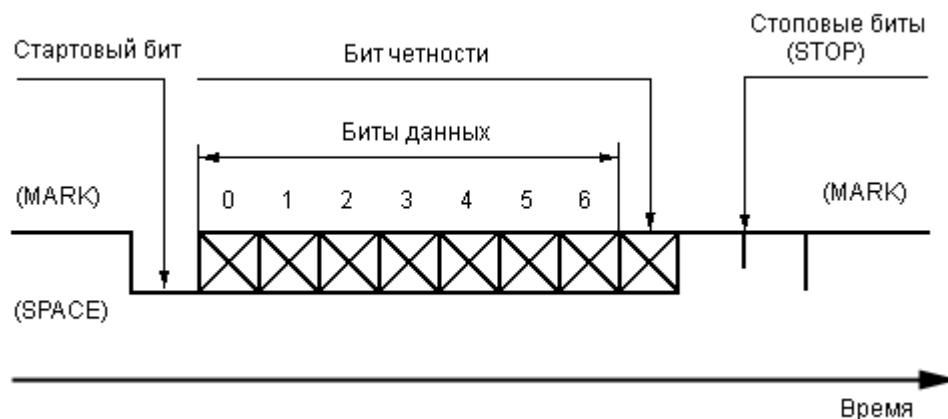 Стартовый бит
Бит четности
Стоповые биты
(STOP)
Биты данных
(MARK)
0 1 2 3 4 5 6
(MARK)
(SPACE)
Время